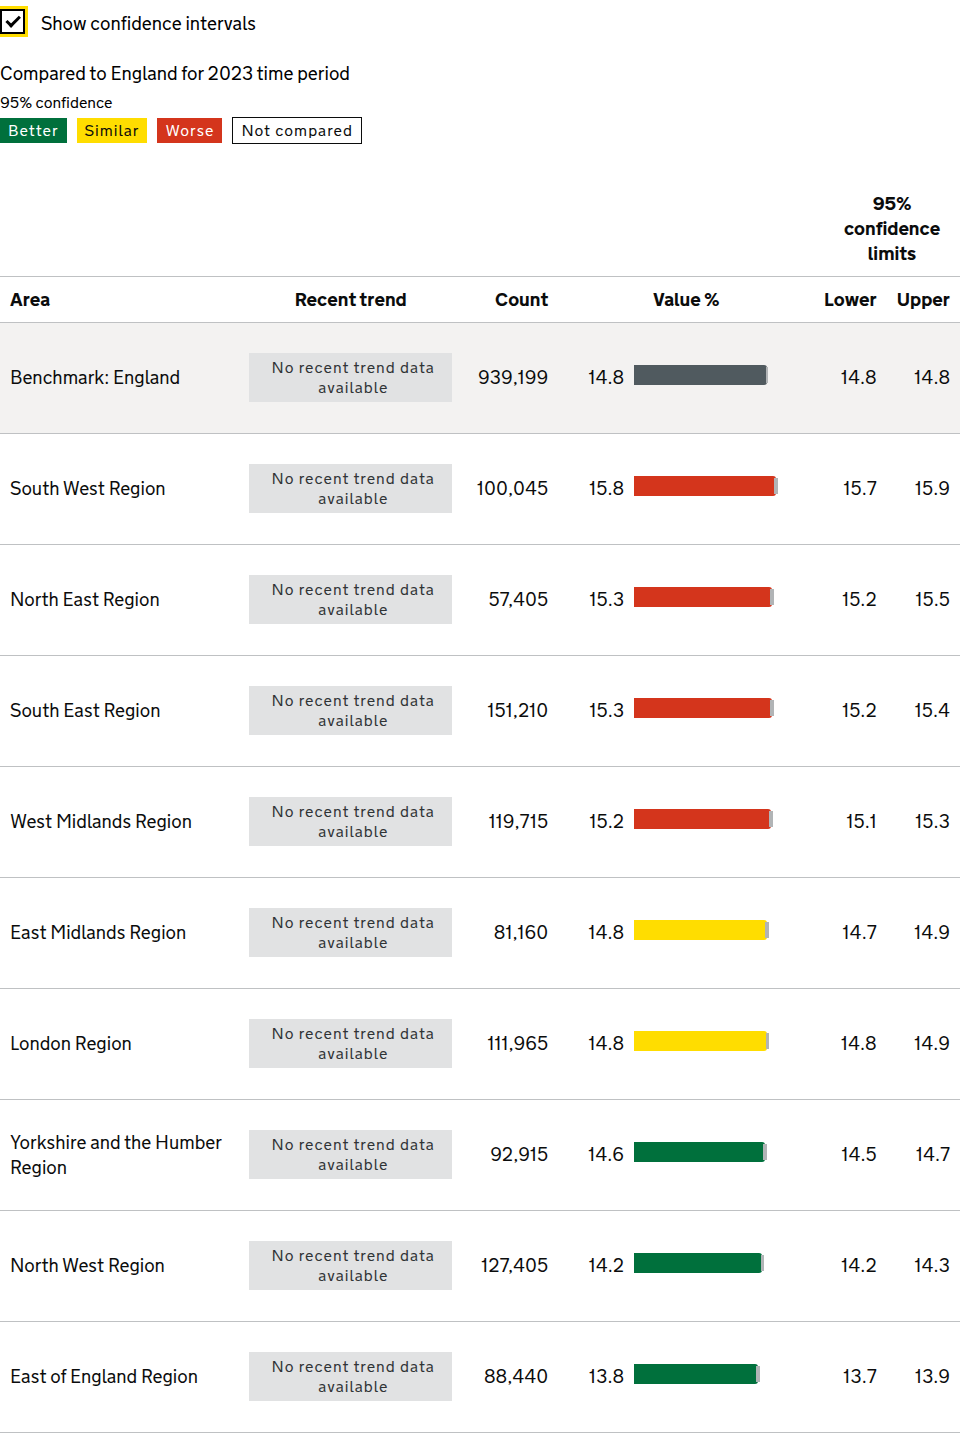 Show confidence intervals
Compared to England for 2023 time period
95% confidence
Better Similar Worse Not compared
95%
confidence
limits
Area Recent trend Count Value % Lower Upper
Benchmark: England No recent trend data available 939,199 14.8 14.8 14.8
South West Region No recent trend data available 100,045 15.8 15.7 15.9
North East Region No recent trend data available 57,405 15.3 15.2 15.5
South East Region No recent trend data available 151,210 15.3 15.2 15.4
West Midlands Region No recent trend data available 119,715 15.2 15.1 15.3
East Midlands Region No recent trend data available 81,160 14.8 14.7 14.9
London Region No recent trend data available 111,965 14.8 14.8 14.9
Yorkshire and the Humber Region No recent trend data available 92,915 14.6 14.5 14.7
North West Region No recent trend data available 127,405 14.2 14.2 14.3
East of England Region No recent trend data available 88,440 13.8 13.7 13.9